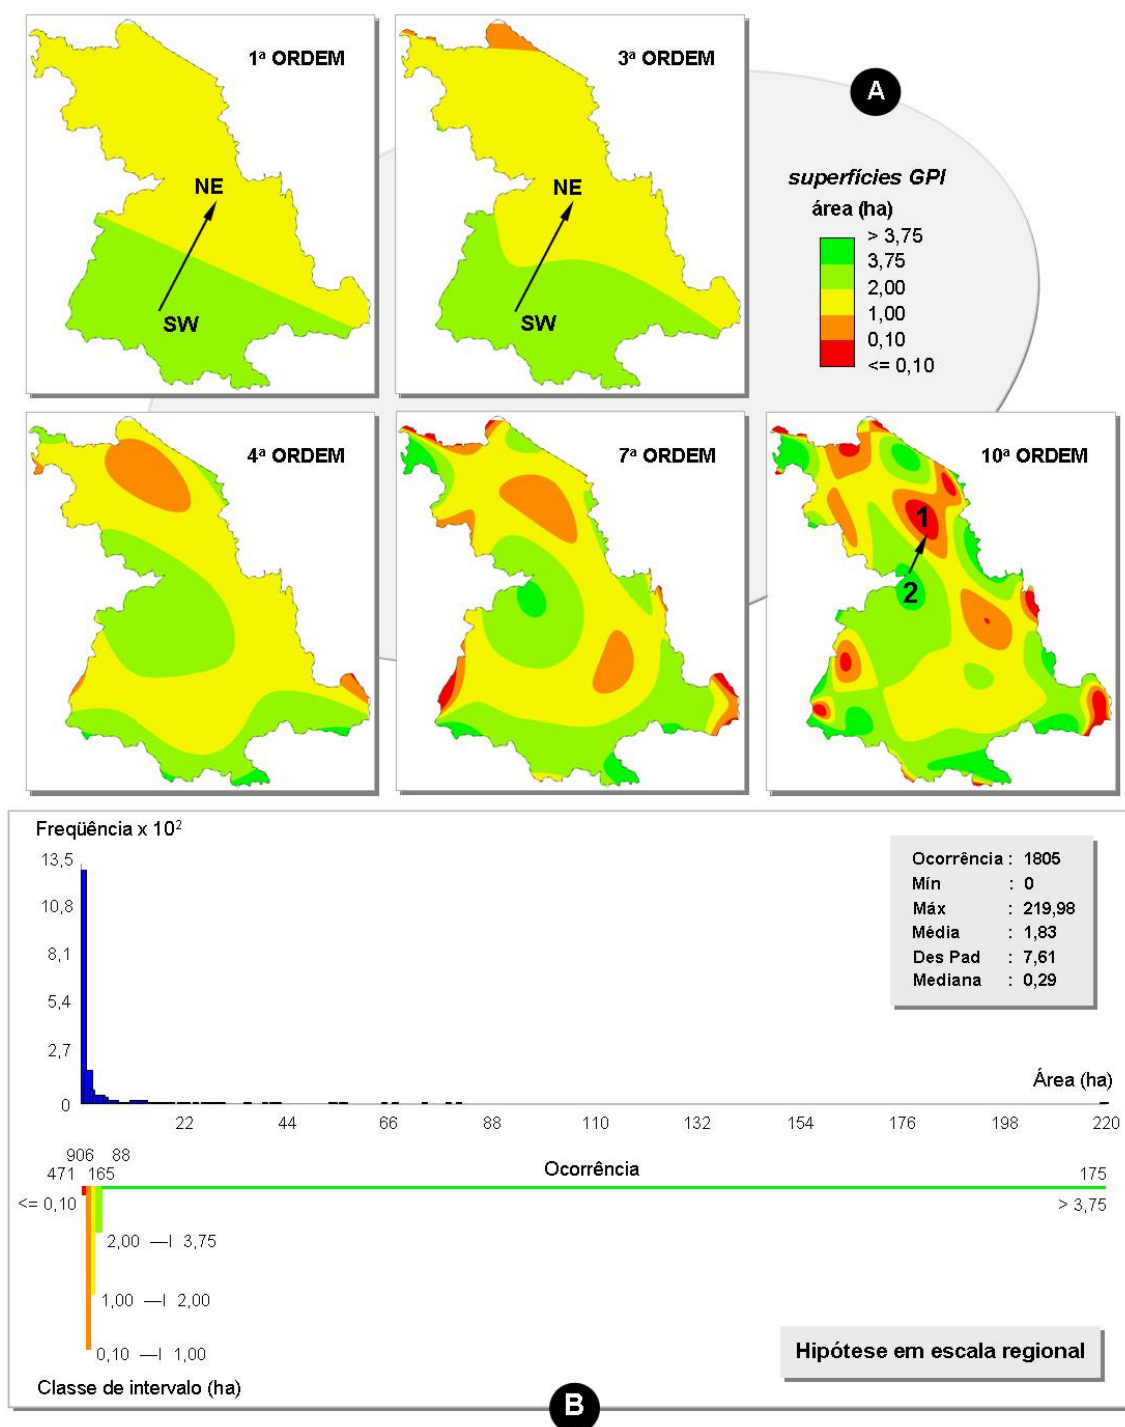 1ª ORDEM
NE
SW
3ª ORDEM
NE
SW
A
superfícies GPI
área (ha)
> 3,75
3,75
2,00
1,00
0,10
<= 0,10
4ª ORDEM
7ª ORDEM
10ª ORDEM
1
2
Freqüência x 10²
13,5
10,8
8,1
5,4
2,7
0
Ocorrência : 1805
Mín : 0
Máx : 219,98
Média : 1,83
Des Pad : 7,61
Mediana : 0,29
Área (ha)
22 44 66 88 110 132 154 176 198 220
906 88
471 165 Ocorrência 175
<= 0,10 > 3,75
2,00 —I 3,75
1,00 —I 2,00
0,10 —I 1,00
Hipótese em escala regional
Classe de intervalo (ha)
B